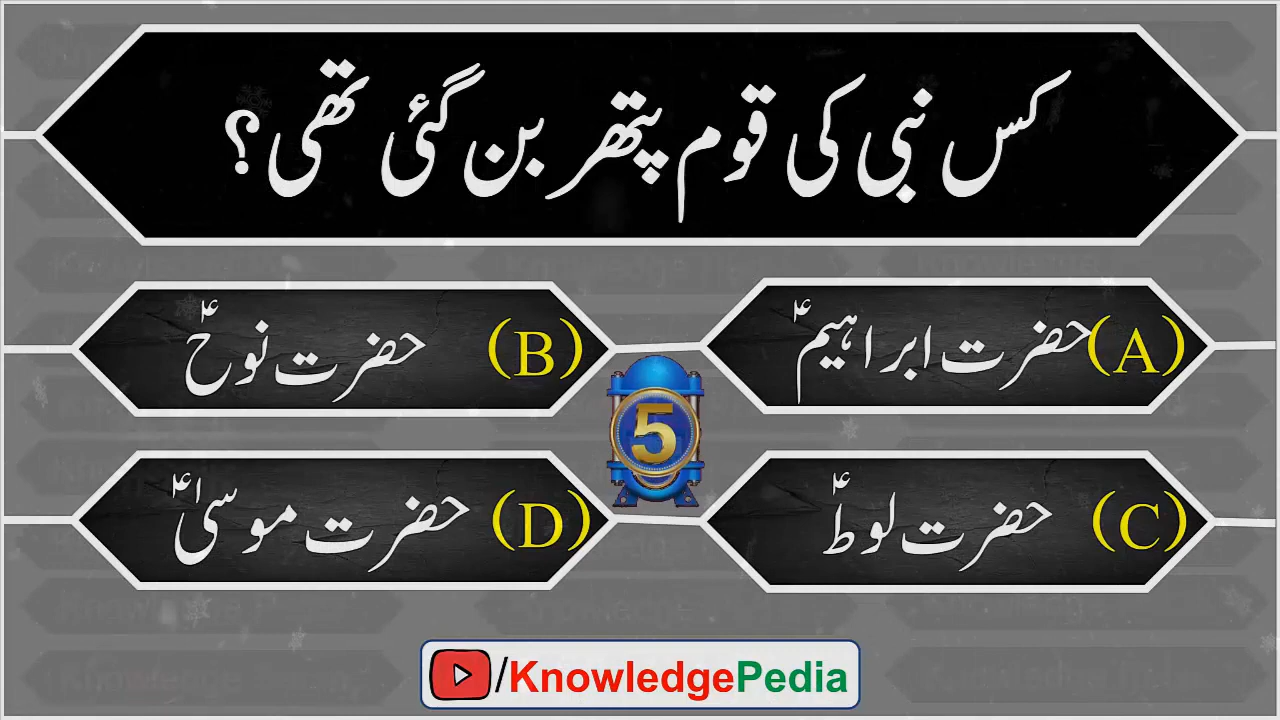 کس نبی کی قوم پتھر بن گئی تھی؟
(A) حضرت ابراہیمؑ
(B) حضرت نوحؑ
5
(C) حضرت لوطؑ
(D) حضرت موسیٰؑ
/KnowledgePedia